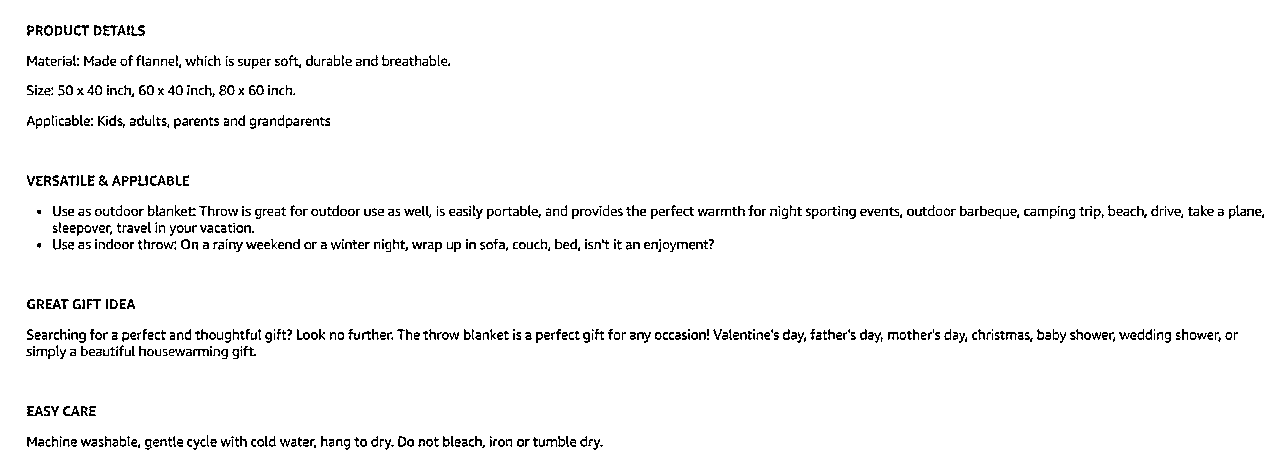 PRODUCT DETAILS
Material: Made of flannel, which is super soft, durable and breathable.
Size: 50 x 40 inch, 60 x 40 inch, 80 x 60 inch.
Applicable: Kids, adults, parents and grandparents
VERSATILE & APPLICABLE
• Use as outdoor blanket: Throw is great for outdoor use as well, is easily portable, and provides the perfect warmth for night sporting events, outdoor barbeque, camping trip, beach, drive, take a plane,
sleepover, travel in your vacation.
• Use as indoor throw: On a rainy weekend or a winter night, wrap up in sofa, couch, bed, isn't it an enjoyment?
GREAT GIFT IDEA
Searching for a perfect and thoughtful gift? Look no further. The throw blanket is a perfect gift for any occasion! Valentine's day, father's day, mother's day, christmas, baby shower, wedding shower, or
simply a beautiful housewarming gift.
EASY CARE
Machine washable, gentle cycle with cold water, hang to dry. Do not bleach, iron or tumble dry.